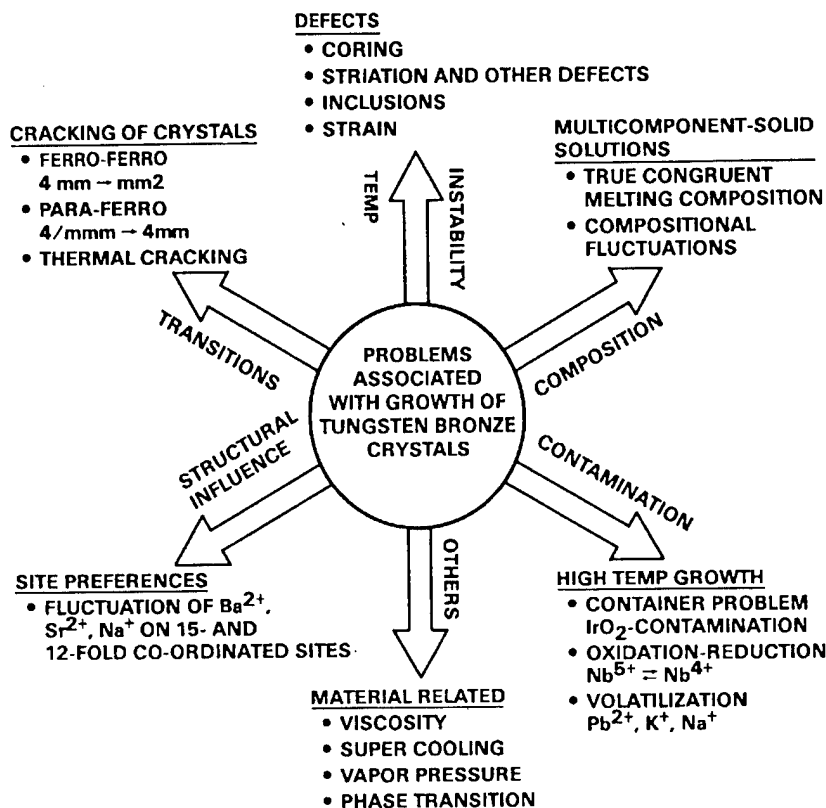 DEFECTS
• CORING
• STRIATION AND OTHER DEFECTS
• INCLUSIONS
• STRAIN
TEMP
INSTABILITY
MULTICOMPONENT-SOLID
SOLUTIONS
• TRUE CONGRUENT
MELTING COMPOSITION
• COMPOSITIONAL
FLUCTUATIONS
COMPOSITION
CRACKING OF CRYSTALS
• FERRO-FERRO
4 mm → mm2
• PARA-FERRO
4/mmm → 4mm
• THERMAL CRACKING
TRANSITIONS
PROBLEMS
ASSOCIATED
WITH GROWTH OF
TUNGSTEN BRONZE
CRYSTALS
STRUCTURAL
INFLUENCE
SITE PREFERENCES
• FLUCTUATION OF Ba²⁺,
Sr²⁺, Na⁺ ON 15- AND
12-FOLD CO-ORDINATED SITES
OTHERS
MATERIAL RELATED
• VISCOSITY
• SUPER COOLING
• VAPOR PRESSURE
• PHASE TRANSITION
CONTAMINATION
HIGH TEMP GROWTH
• CONTAINER PROBLEM
IrO₂-CONTAMINATION
• OXIDATION-REDUCTION
Nb⁵⁺ ⇌ Nb⁴⁺
• VOLATILIZATION
Pb²⁺, K⁺, Na⁺